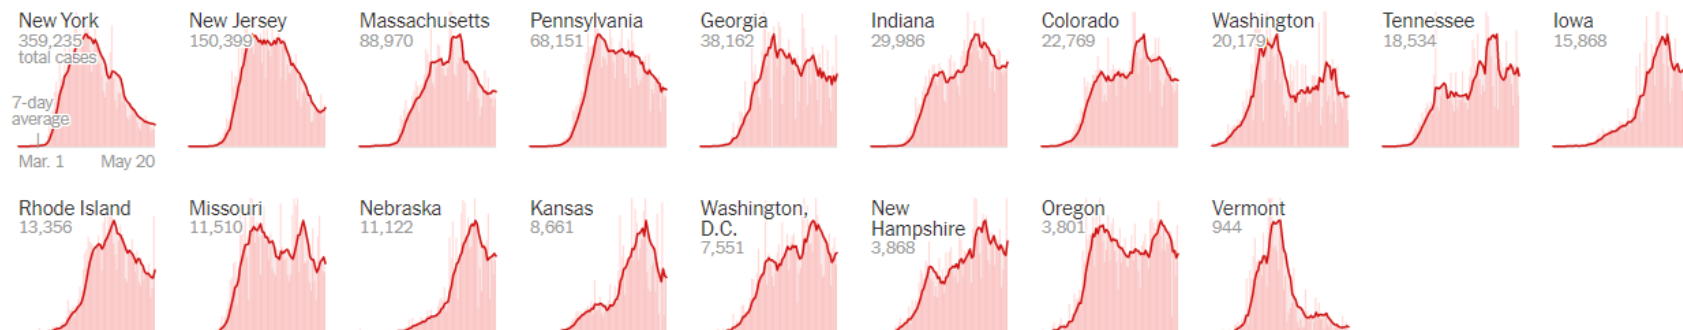 New York
359,235
total cases
7-day
average
Mar. 1
May 20
New Jersey
150,399
Massachusetts
88,970
Pennsylvania
68,151
Georgia
38,162
Indiana
29,986
Colorado
22,769
Washington
20,179
Tennessee
18,534
Iowa
15,868
Rhode Island
13,356
Missouri
11,510
Nebraska
11,122
Kansas
8,661
Washington,
D.C.
7,551
New
Hampshire
3,868
Oregon
3,801
Vermont
944